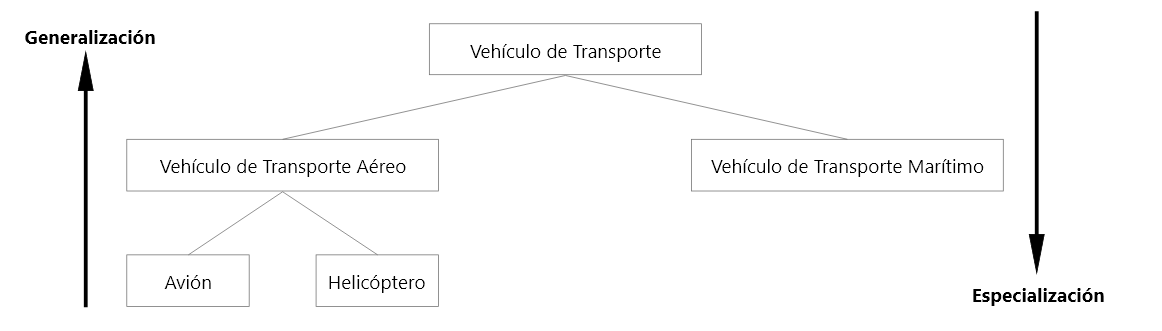 Generalización
Vehículo de Transporte
Vehículo de Transporte Aéreo
Vehículo de Transporte Marítimo
Avión
Helicóptero
Especialización